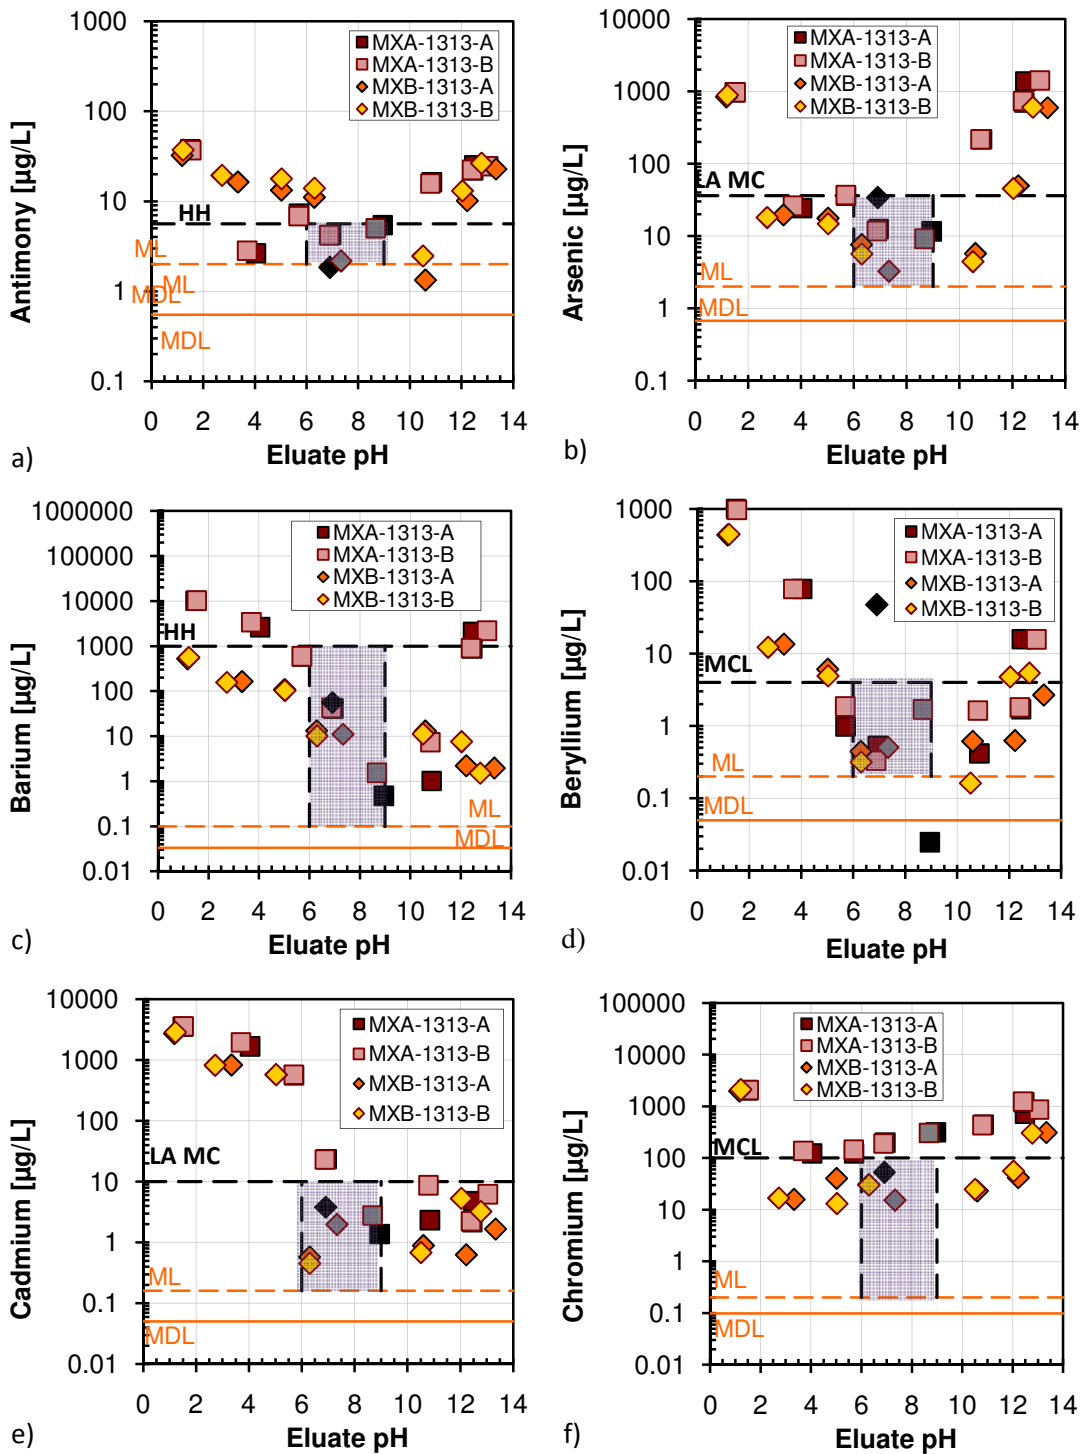 Antimony [µg/L]
1000
100
10
1
0.1
MXA-1313-A
MXA-1313-B
MXB-1313-A
MXB-1313-B
HH
ML
ML
MDL
MDL
0 2 4 6 8 10 12 14
Eluate pH
a)
Arsenic [µg/L]
10000
1000
100
10
1
0.1
MXA-1313-A
MXA-1313-B
MXB-1313-A
MXB-1313-B
LA MC
ML
MDL
0 2 4 6 8 10 12 14
Eluate pH
b)
Barium [µg/L]
1000000
100000
10000
1000
100
10
1
0.1
0.01
MXA-1313-A
MXA-1313-B
MXB-1313-A
MXB-1313-B
HH
ML
MDL
0 2 4 6 8 10 12 14
Eluate pH
c)
Beryllium [µg/L]
1000
100
10
1
0.1
0.01
MXA-1313-A
MXA-1313-B
MXB-1313-A
MXB-1313-B
MCL
ML
MDL
0 2 4 6 8 10 12 14
Eluate pH
d)
Cadmium [µg/L]
10000
1000
100
10
1
0.1
0.01
MXA-1313-A
MXA-1313-B
MXB-1313-A
MXB-1313-B
LA MC
ML
MDL
0 2 4 6 8 10 12 14
Eluate pH
e)
Chromium [µg/L]
100000
10000
1000
100
10
1
0.1
0.01
MXA-1313-A
MXA-1313-B
MXB-1313-A
MXB-1313-B
MCL
ML
MDL
0 2 4 6 8 10 12 14
Eluate pH
f)